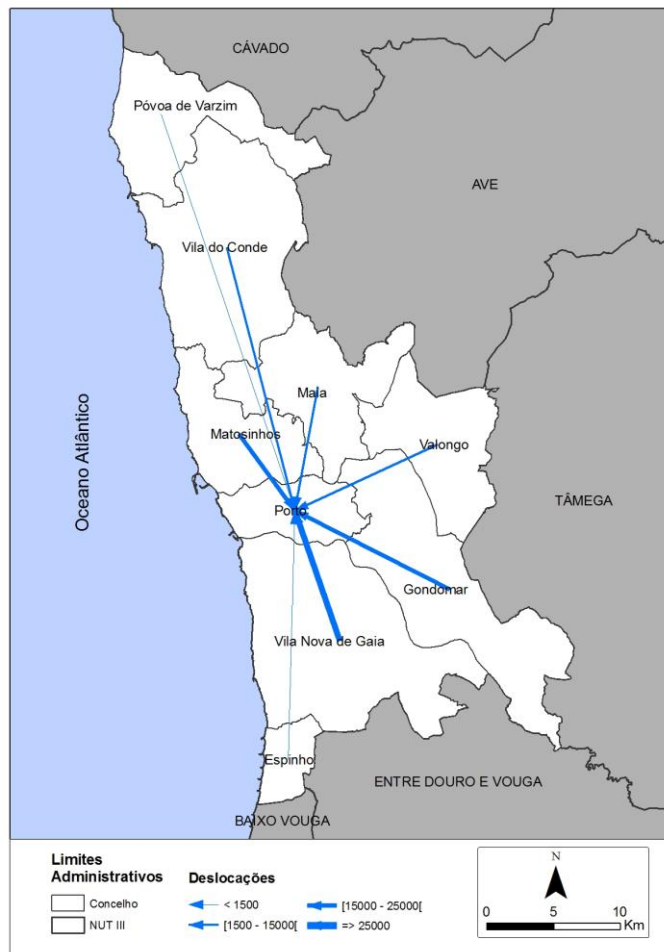 CÁVADO
Póvoa de Varzim
AVE
Vila do Conde
Maia
Matosinhos
Valongo
Oceano Atlântico
TÂMEGA
Porto
Gondomar
Vila Nova de Gaia
Espinho
ENTRE DOURO E VOUGA
BAIXO VOUGA
Limites
Administrativos
Concelho
NUT III
Deslocações
< 1500
[1500 - 15000[
[15000 - 25000[
=> 25000
N
0 5 10
Km